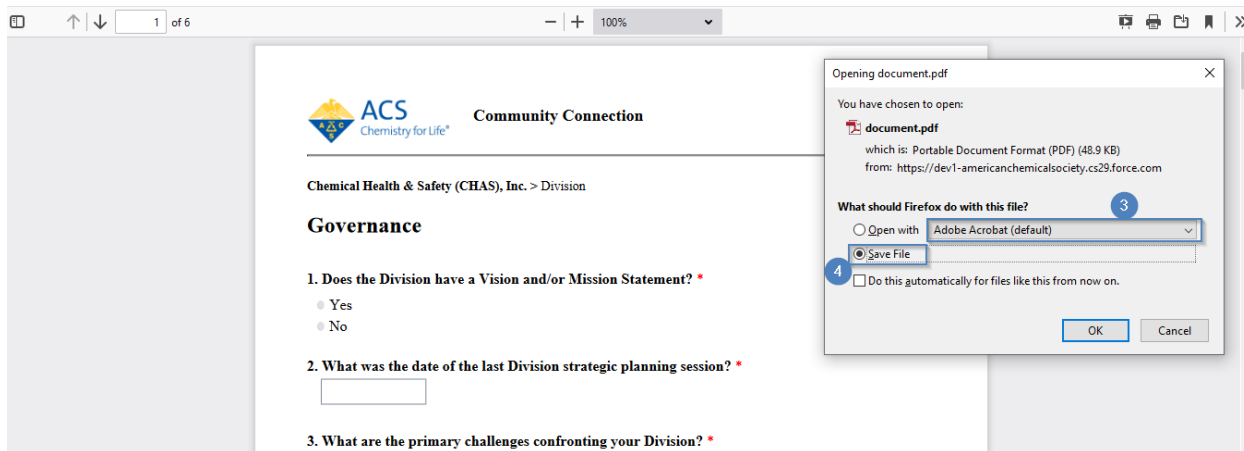 1 of 6
100%
ACS
Chemistry for Life®
A C S
Community Connection
Chemical Health & Safety (CHAS), Inc. > Division
Governance
1. Does the Division have a Vision and/or Mission Statement? *
Yes
No
2. What was the date of the last Division strategic planning session? *
3. What are the primary challenges confronting your Division? *
Opening document.pdf
You have chosen to open:
document.pdf
which is: Portable Document Format (PDF) (48.9 KB)
from: https://dev1-americanchemicalsociety.cs29.force.com
What should Firefox do with this file?
3
Open with Adobe Acrobat (default)
Save File
4
Do this automatically for files like this from now on.
OK Cancel